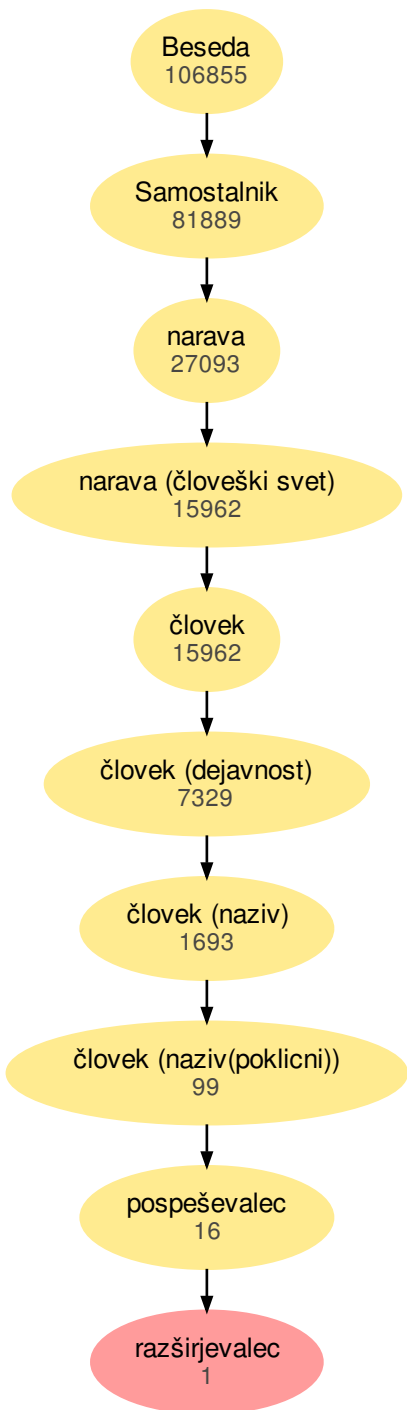 Beseda
106855
Samostalnik
81889
narava
27093
narava (človeški svet)
15962
človek
15962
človek (dejavnost)
7329
človek (naziv)
1693
človek (naziv(poklicni))
99
pospeševalec
16
razširjevalec
1